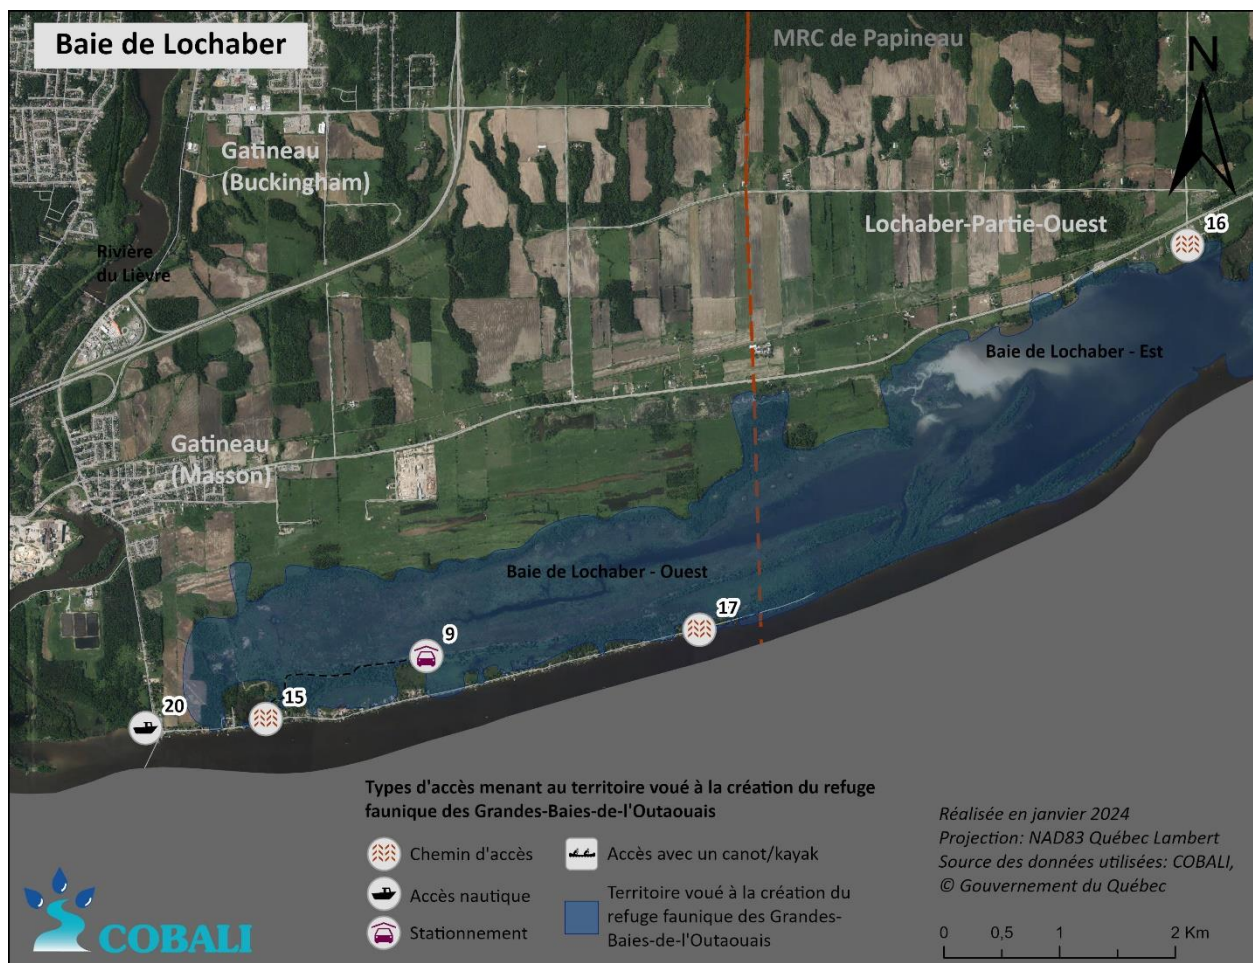 Baie de Lochaber
MRC de Papineau
N
Gatineau
(Buckingham)
Lochaber-Partie-Ouest
16
Rivière
du Lièvre
Baie de Lochaber - Est
Gatineau
(Masson)
Baie de Lochaber - Ouest
17
9
15
20
Types d'accès menant au territoire voué à la création du refuge
faunique des Grandes-Baies-de-l'Outaouais
Chemin d'accès
Accès nautique
Stationnement
Accès avec un canot/kayak
Territoire voué à la création du
refuge faunique des Grandes-
Baies-de-l'Outaouais
Réalisée en janvier 2024
Projection: NAD83 Québec Lambert
Source des données utilisées: COBALI,
© Gouvernement du Québec
0 0,5 1 2 Km
COBALI